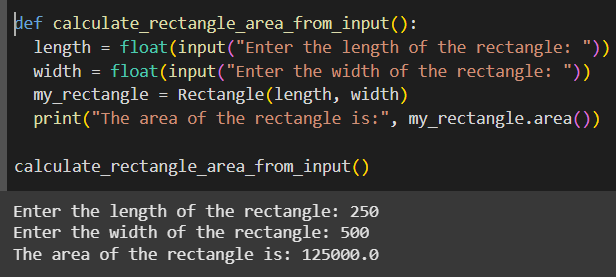 def calculate_rectangle_area_from_input():
  length = float(input("Enter the length of the rectangle: "))
  width = float(input("Enter the width of the rectangle: "))
  my_rectangle = Rectangle(length, width)
  print("The area of the rectangle is:", my_rectangle.area())

calculate_rectangle_area_from_input()
Enter the length of the rectangle: 250
Enter the width of the rectangle: 500
The area of the rectangle is: 125000.0